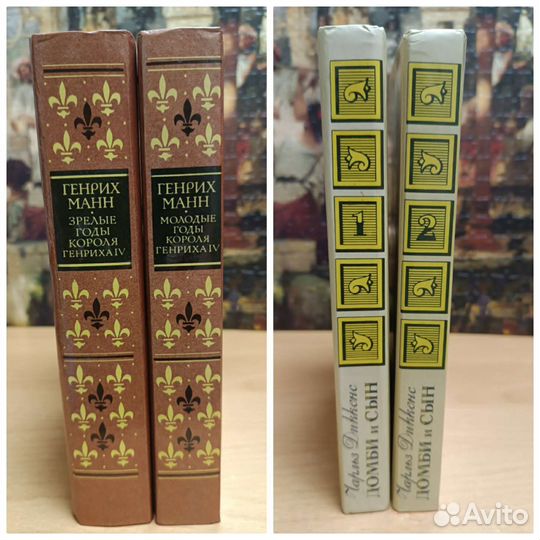 ГЕНРИХ
МАНН
ЗРЕЛЫЕ
ГОДЫ
КОРОЛЯ
ГЕНРИХА IV
ГЕНРИХ
МАНН
МОЛОДЫЕ
ГОДЫ
КОРОЛЯ
ГЕНРИХА IV
1
Чарльз Диккенс
ДОМБИ и СЫН
2
Чарльз Диккенс
ДОМБИ и СЫН
Avito